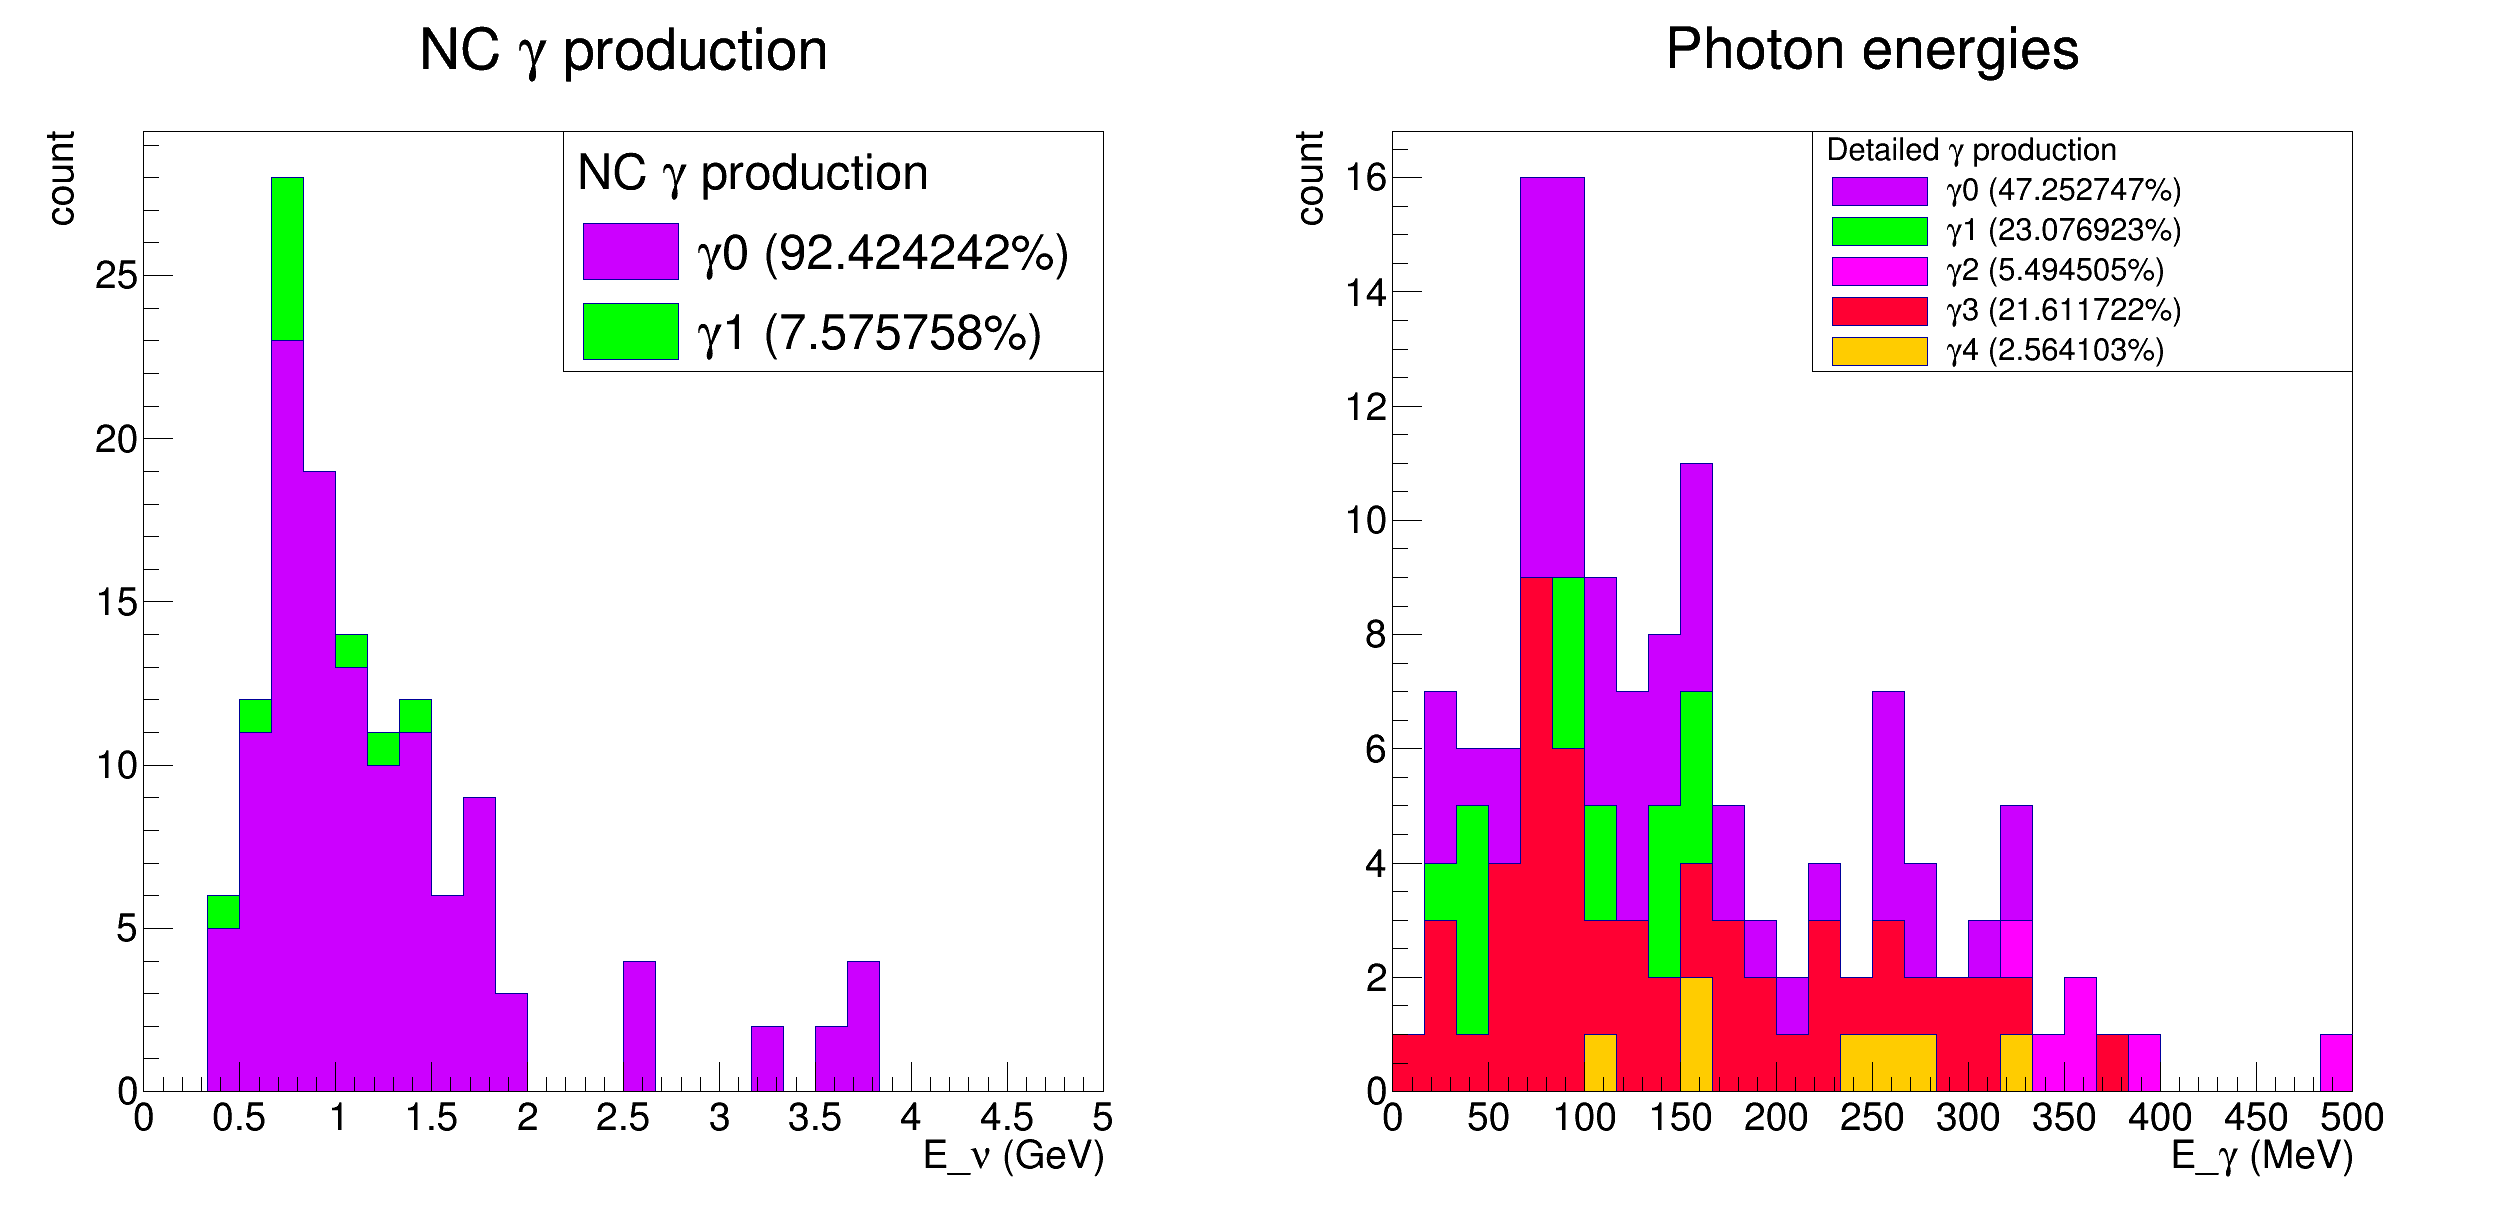 NC γ production
count
NC γ production
γ0 (92.424242%)
γ1 (7.575758%)
25
20
15
10
5
0
0 0.5 1 1.5 2 2.5 3 3.5 4 4.5 5
E_ν (GeV)
Photon energies
count
Detailed γ production
γ0 (47.252747%)
γ1 (23.076923%)
γ2 (5.494505%)
γ3 (21.611722%)
γ4 (2.564103%)
16
14
12
10
8
6
4
2
0
0 50 100 150 200 250 300 350 400 450 500
E_γ (MeV)